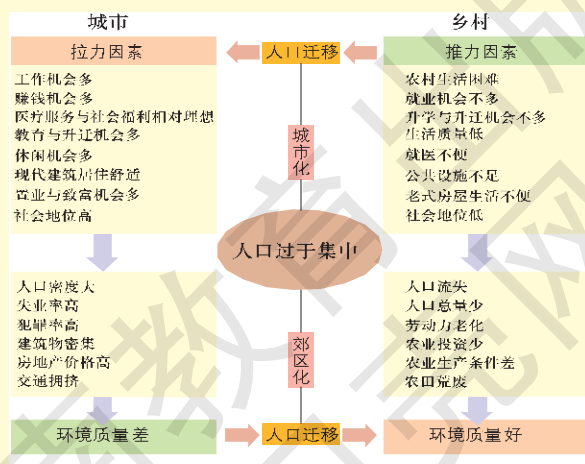 城市
乡村
拉力因素
人口迁移
推力因素
工作机会多
赚钱机会多
医疗服务与社会福利相对理想
教育与升迁机会多
休闲机会多
现代建筑居住舒适
置业与致富机会多
社会地位高
城市化
农村生活困难
就业机会不多
升学与升迁机会不多
生活质量低
就医不便
公共设施不足
老式房屋生活不便
社会地位低
人口过于集中
人口密度大
失业率高
犯罪率高
建筑物密集
房地产价格高
交通拥挤
郊区化
人口流失
人口总量少
劳动力老化
农业投资少
农业生产条件差
农田荒废
环境质量差
人口迁移
环境质量好